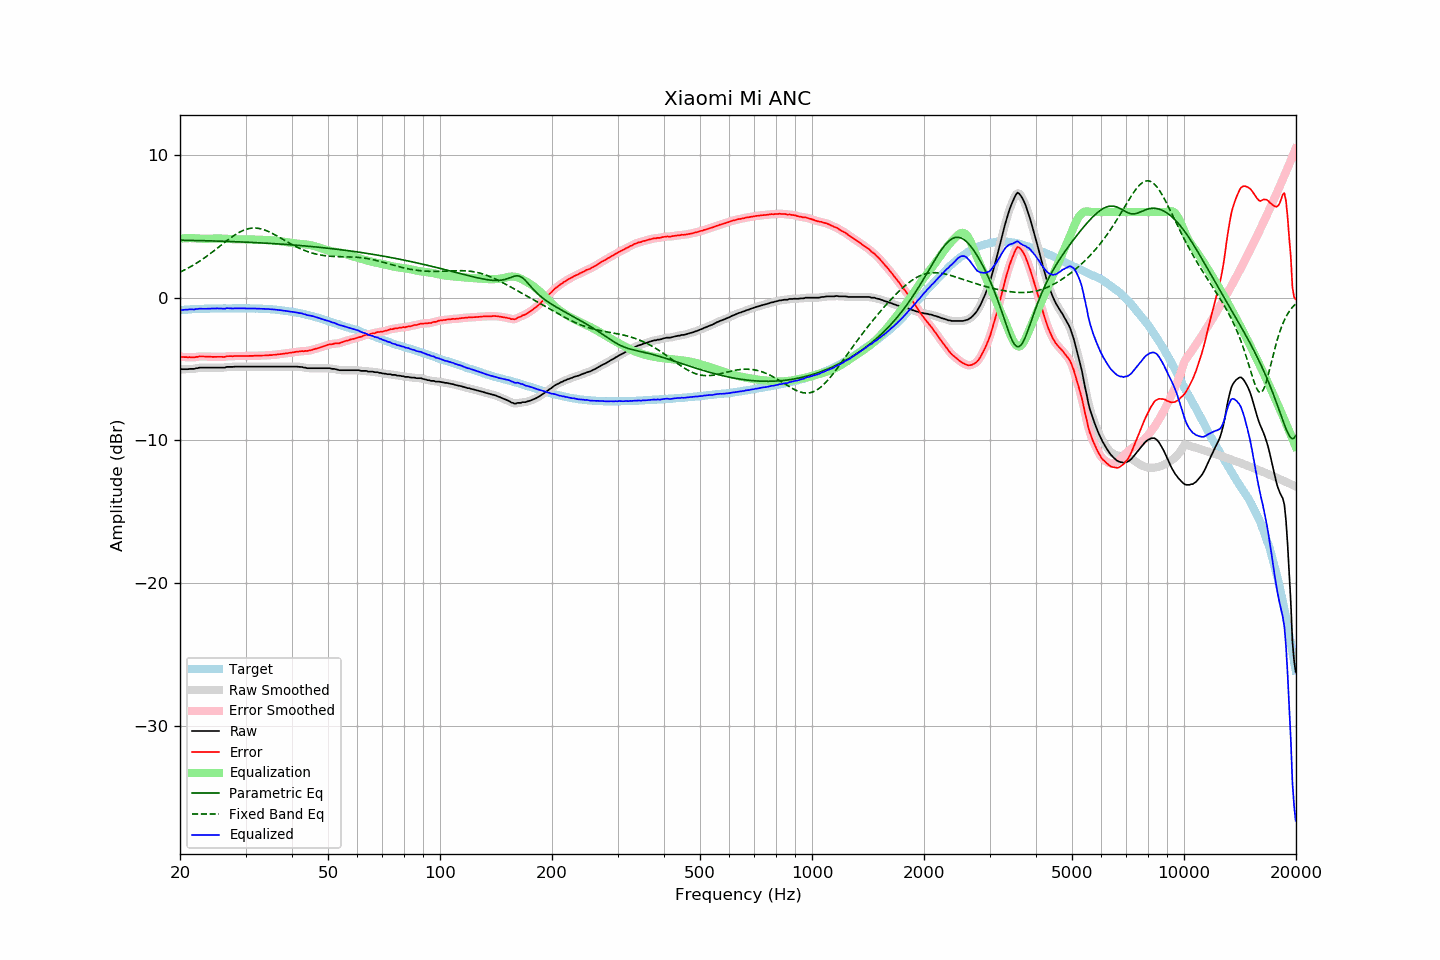 Xiaomi Mi ANC
10
0
−10
−20
−30
Amplitude (dBr)
Target
Raw Smoothed
Error Smoothed
Raw
Error
Equalization
Parametric Eq
Fixed Band Eq
Equalized
20 50 100 200 500 1000 2000 5000 10000 20000
Frequency (Hz)